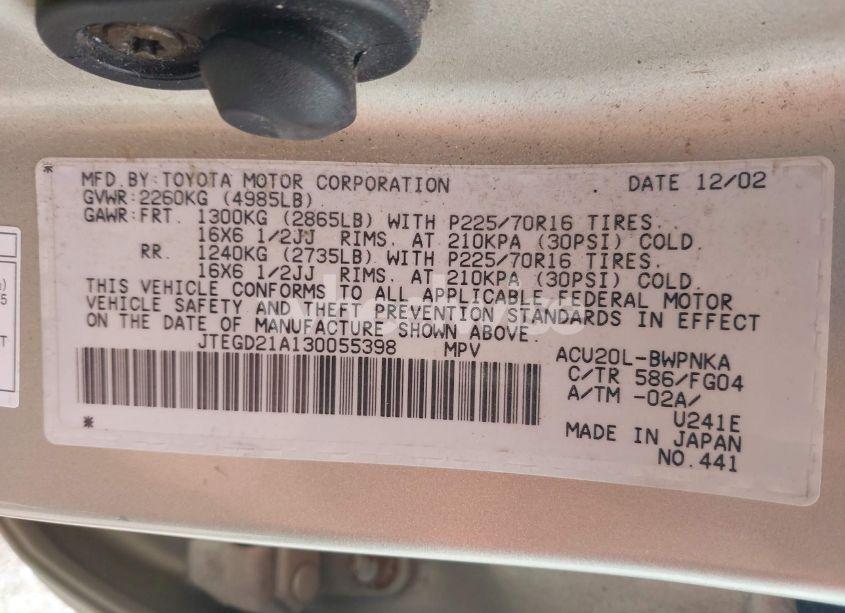 MFD. BY: TOYOTA MOTOR CORPORATION DATE 12/02
GVWR: 2260KG (4985LB)
GAWR: FRT. 1300KG (2865LB) WITH P225/70R16 TIRES.
16X6 1/2JJ RIMS. AT 210KPA (30PSI) COLD.
RR. 1240KG (2735LB) WITH P225/70R16 TIRES.
16X6 1/2JJ RIMS. AT 210KPA (30PSI) COLD.
THIS VEHICLE CONFORMS TO ALL APPLICABLE FEDERAL MOTOR
VEHICLE SAFETY AND THEFT PREVENTION STANDARDS IN EFFECT
ON THE DATE OF MANUFACTURE SHOWN ABOVE.
JTEGD21A130055398 MPV
ACU20L-BWPNKA
C/TR 586/FG04
A/TM -02A/
U241E
MADE IN JAPAN
NO. 441